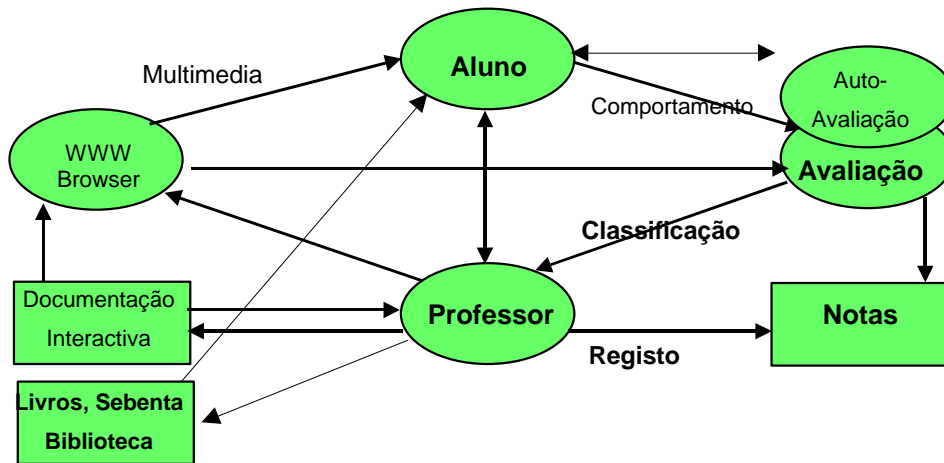 Aluno
Multimedia
Auto-
Avaliação
Comportamento
WWW
Browser
Avaliação
Classificação
Documentação
Interactiva
Professor
Notas
Registo
Livros, Sebenta
Biblioteca